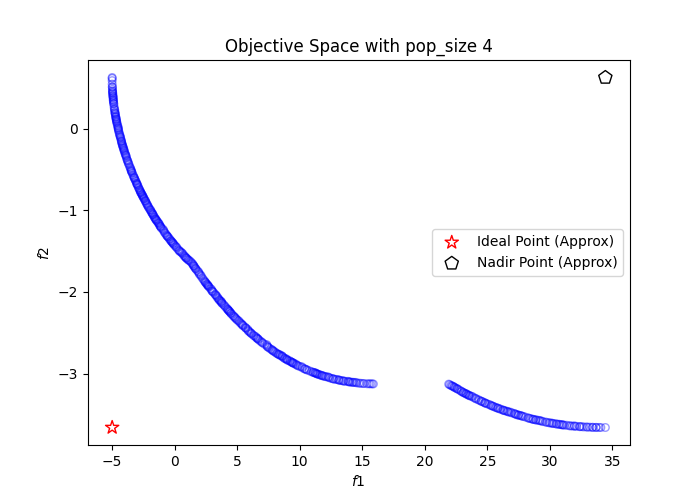 Objective Space with pop_size 4
f2
0
−1
−2
−3
Ideal Point (Approx)
Nadir Point (Approx)
−5
0
5
10
15
20
25
30
35
f1